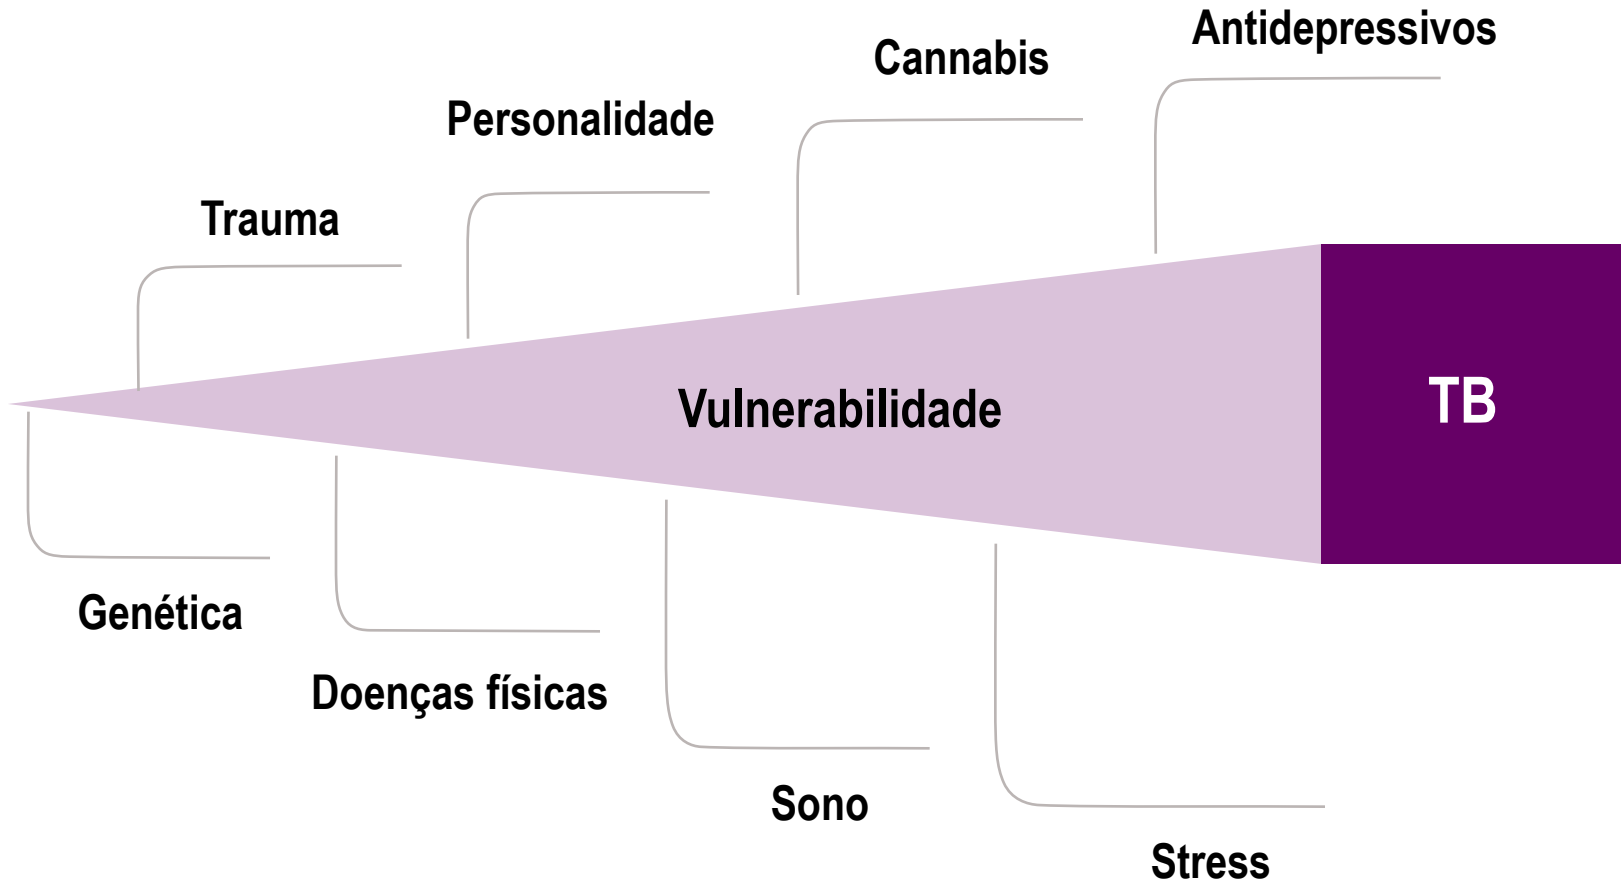 Antidepressivos
Cannabis
Personalidade
Trauma
Vulnerabilidade
TB
Genética
Doenças físicas
Sono
Stress